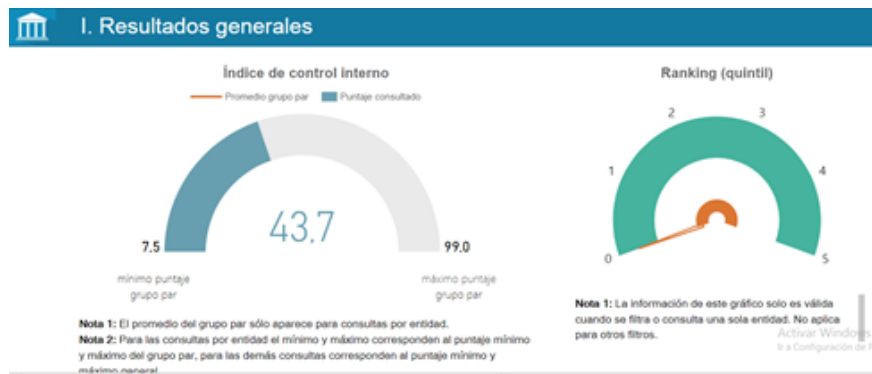 I. Resultados generales
Índice de control interno
Promedio grupo par Puntaje consultado
43,7
7.5
99.0
mínimo puntaje
grupo par
máximo puntaje
grupo par
Nota 1: El promedio del grupo par sólo aparece para consultas por entidad.
Nota 2: Para las consultas por entidad el mínimo y máximo corresponden al puntaje mínimo
y máximo del grupo par, para las demás consultas corresponden al puntaje mínimo y
máximo general
Ranking (quintil)
0
1
2
3
4
5
Nota 1: La información de este gráfico solo es válida
cuando se filtra o consulta una sola entidad. No aplica
para otros filtros.
Activar Windows
Ir a Configuración de